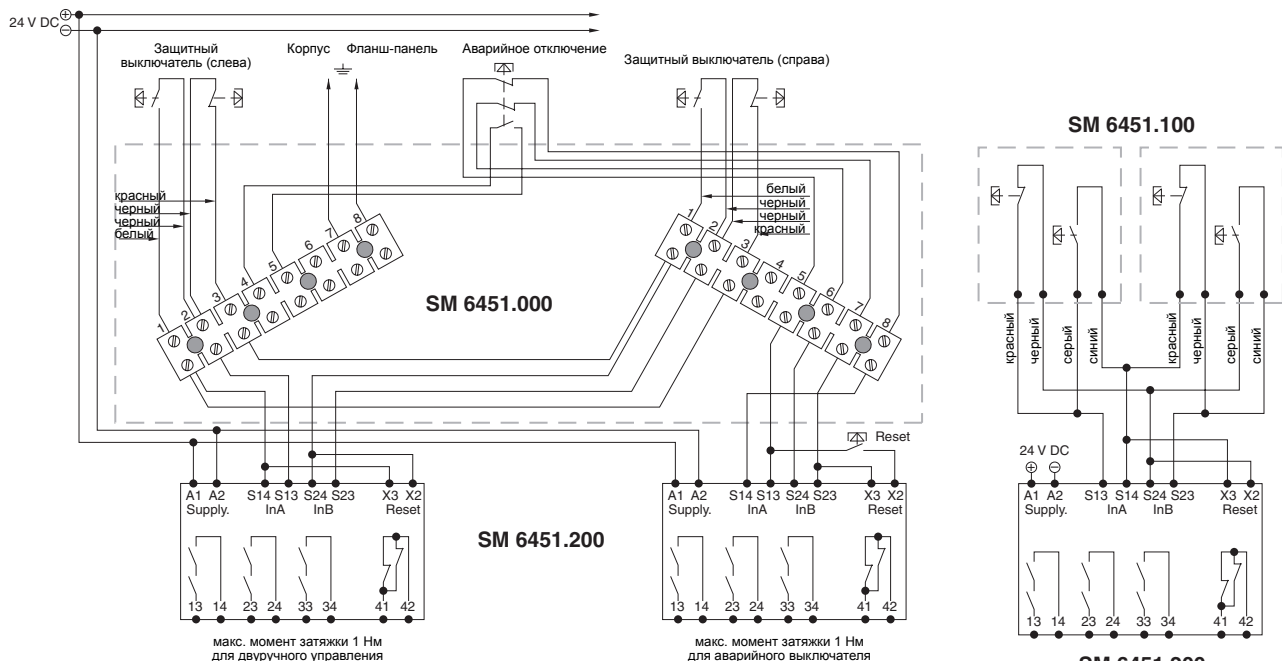 24 V DC
Защитный
выключатель (слева)
Корпус
Фланш-панель
Аварийное отключение
Защитный выключатель (справа)
SM 6451.100
красный
черный
черный
белый
1 2 3 4 5 6 7 8
белый
черный
черный
красный
1 2 3 4 5 6 7 8
SM 6451.000
красный
черный
серый
синий
красный
черный
серый
синий
Reset
24 V DC
A1 A2 S14 S13 S24 S23 X3 X2
Supply. InA InB Reset
13 14 23 24 33 34 41 42
макс. момент затяжки 1 Нм
для двуручного управления
SM 6451.200
A1 A2 S14 S13 S24 S23 X3 X2
Supply. InA InB Reset
13 14 23 24 33 34 41 42
макс. момент затяжки 1 Нм
для аварийного выключателя
A1 A2 S13 S14 S24 S23 X3 X2
Supply. InA InB Reset
13 14 23 24 33 34 41 42